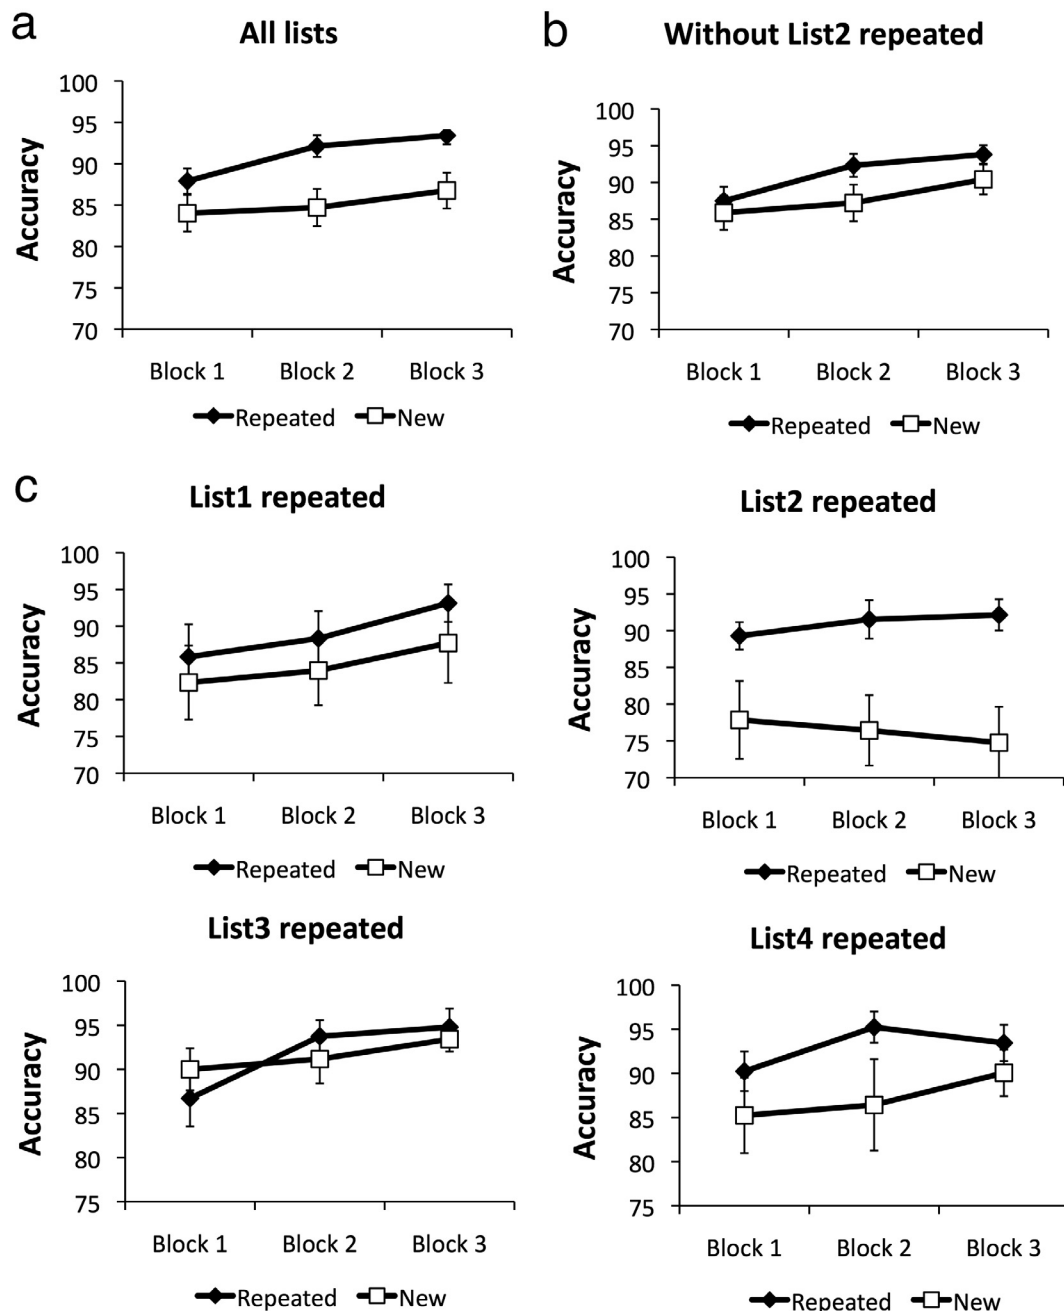 a
All lists
Accuracy
100
95
90
85
80
75
70
Block 1 Block 2 Block 3
Repeated New
b
Without List2 repeated
Accuracy
100
95
90
85
80
75
70
Block 1 Block 2 Block 3
Repeated New
c
List1 repeated
Accuracy
100
95
90
85
80
75
70
Block 1 Block 2 Block 3
Repeated New
List2 repeated
Accuracy
100
95
90
85
80
75
70
Block 1 Block 2 Block 3
Repeated New
List3 repeated
Accuracy
100
95
90
85
80
75
Block 1 Block 2 Block 3
Repeated New
List4 repeated
Accuracy
100
95
90
85
80
75
Block 1 Block 2 Block 3
Repeated New